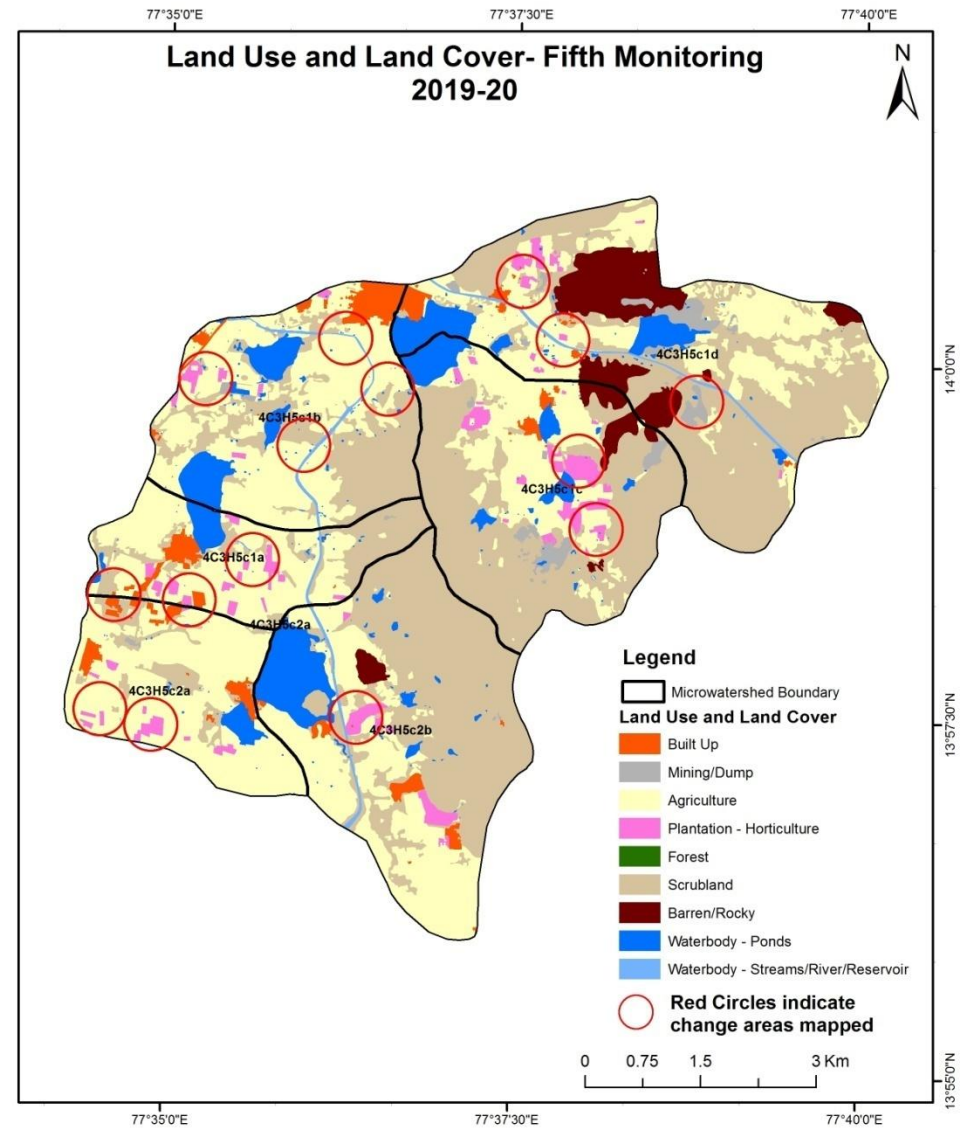 77°35'0"E
77°37'30"E
77°40'0"E
Land Use and Land Cover- Fifth Monitoring
2019-20
N
14°0'0"N
4C3H5c1d
4C3H5c1b
4C3H5c1c
4C3H5c1a
4C3H5c2a
4C3H5c2a
4C3H5c2b
13°57'30"N
Legend
Microwatershed Boundary
Land Use and Land Cover
Built Up
Mining/Dump
Agriculture
Plantation - Horticulture
Forest
Scrubland
Barren/Rocky
Waterbody - Ponds
Waterbody - Streams/River/Reservoir
Red Circles indicate
change areas mapped
0 0.75 1.5 3 Km
13°55'0"N
77°35'0"E
77°37'30"E
77°40'0"E